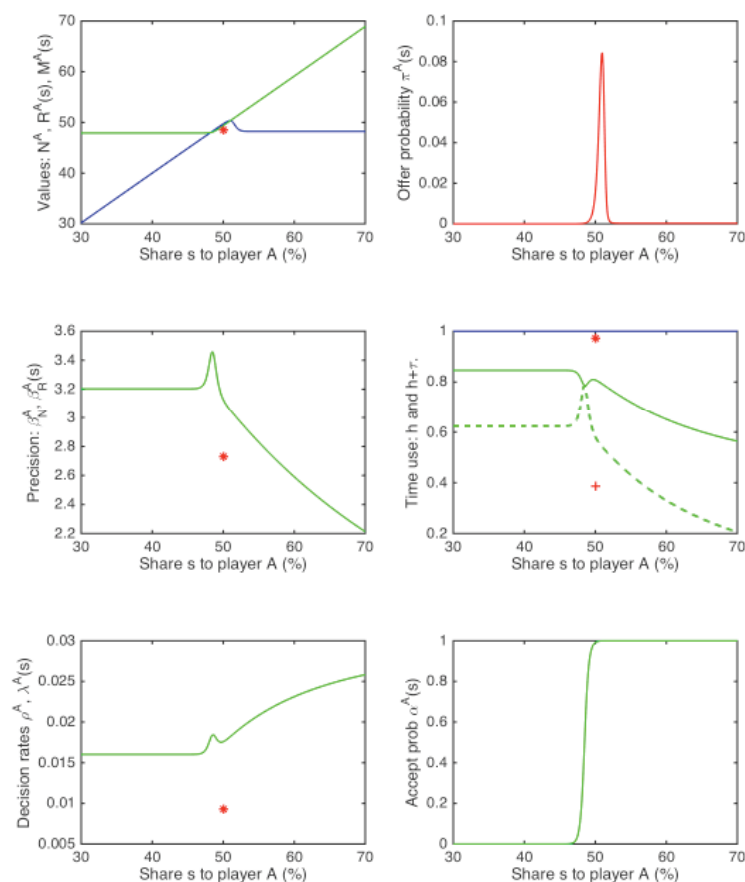 Values: N^A, R^A(s), M^A(s)
70
60
50
40
30
30 40 50 60 70
Share s to player A (%)
Offer probability π^A(s)
0.1
0.08
0.06
0.04
0.02
0
30 40 50 60 70
Share s to player A (%)
Precision: β_N^A, β_R^A(s)
3.6
3.4
3.2
3
2.8
2.6
2.4
2.2
30 40 50 60 70
Share s to player A (%)
Time use: h and h+τ.
1
0.8
0.6
0.4
0.2
30 40 50 60 70
Share s to player A (%)
Decision rates ρ^A, λ^A(s)
0.03
0.025
0.02
0.015
0.01
0.005
30 40 50 60 70
Share s to player A (%)
Accept prob α^A(s)
1
0.8
0.6
0.4
0.2
0
30 40 50 60 70
Share s to player A (%)